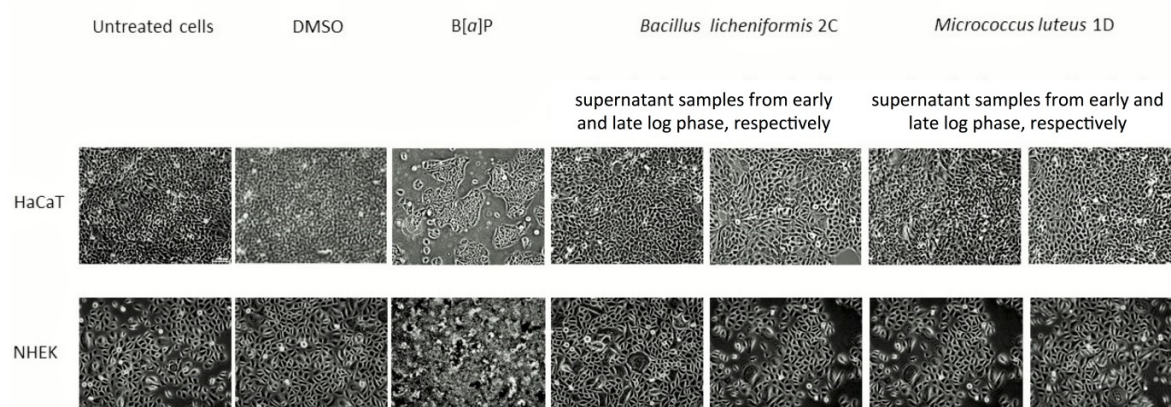 Untreated cells DMSO B[a]P Bacillus licheniformis 2C Micrococcus luteus 1D
supernatant samples from early
and late log phase, respectively
supernatant samples from early and
late log phase, respectively
HaCaT
NHEK